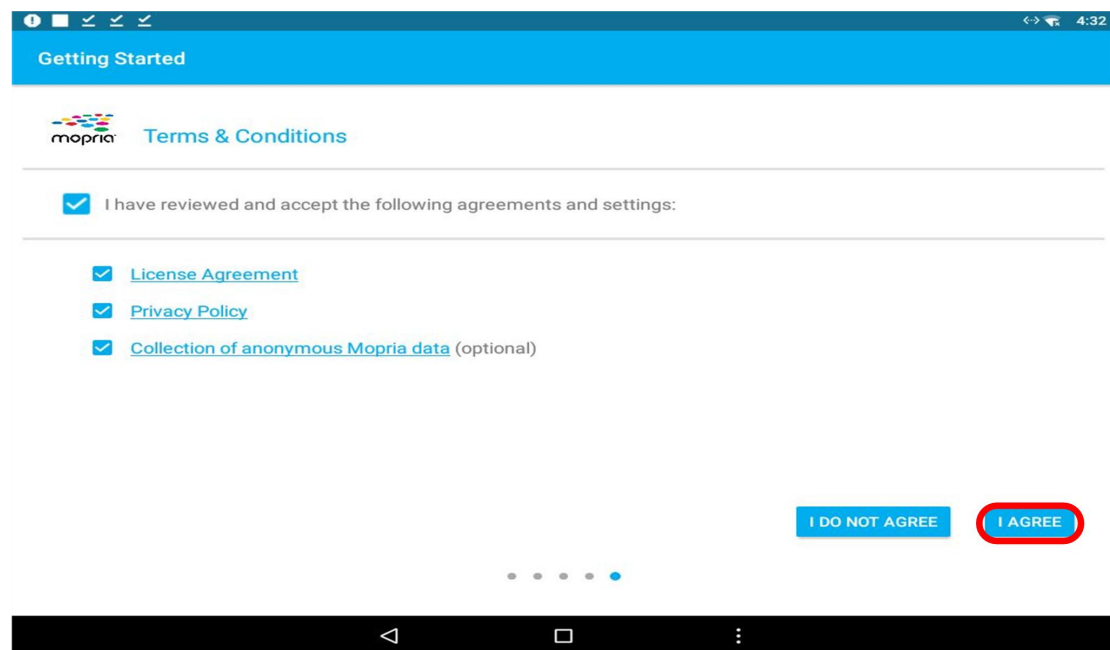 4:32
Getting Started
mopria
Terms & Conditions
I have reviewed and accept the following agreements and settings:
License Agreement
Privacy Policy
Collection of anonymous Mopria data (optional)
I DO NOT AGREE
I AGREE